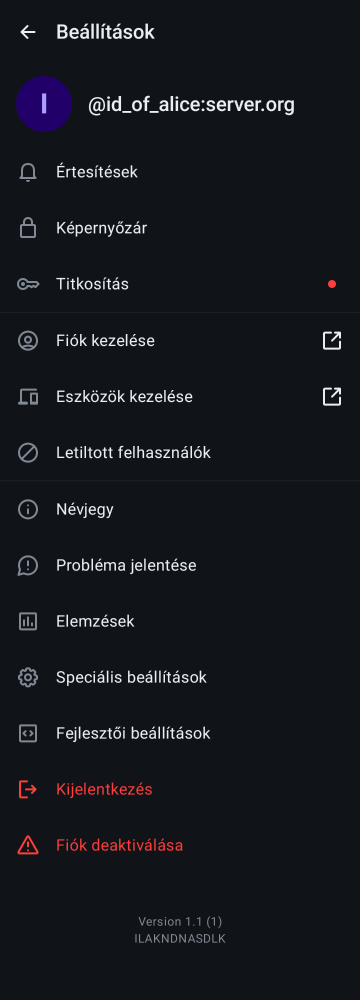 Beállítások
I
@id_of_alice:server.org
Értesítések
Képernyőzár
Titkosítás
Fiók kezelése
Eszközök kezelése
Letiltott felhasználók
Névjegy
Probléma jelentése
Elemzések
Speciális beállítások
Fejlesztői beállítások
Kijelentkezés
Fiók deaktiválása
Version 1.1 (1)
ILAKNDNASDLK